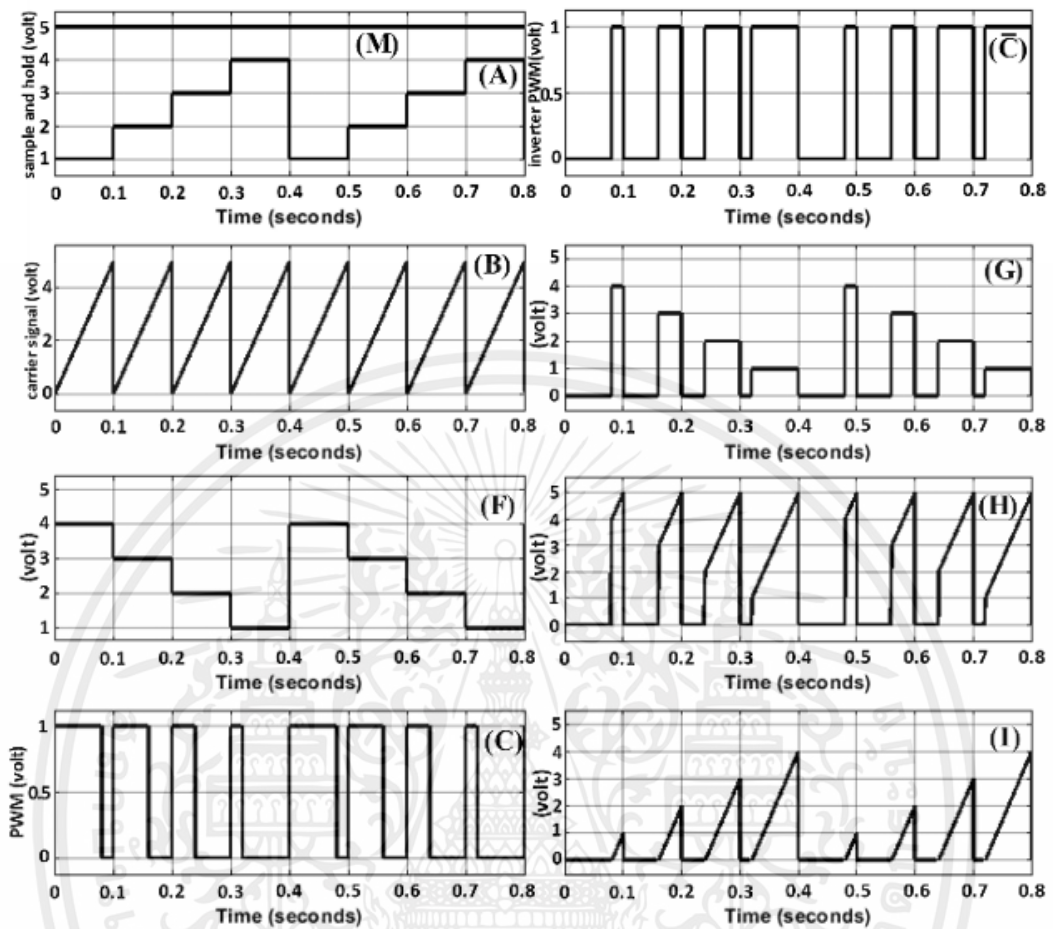 sample and hold (volt)
5
4
3
2
1
(M)
(A)
0 0.1 0.2 0.3 0.4 0.5 0.6 0.7 0.8
Time (seconds)
inverter PWM(volt)
1
0.5
0
(C̄)
0 0.1 0.2 0.3 0.4 0.5 0.6 0.7 0.8
Time (seconds)
carrier signal (volt)
4
2
0
(B)
0 0.1 0.2 0.3 0.4 0.5 0.6 0.7 0.8
Time (seconds)
(volt)
5
4
3
2
1
0
(G)
0 0.1 0.2 0.3 0.4 0.5 0.6 0.7 0.8
Time (seconds)
(volt)
5
4
3
2
1
(F)
0 0.1 0.2 0.3 0.4 0.5 0.6 0.7 0.8
Time (seconds)
(volt)
5
4
3
2
1
0
(H)
0 0.1 0.2 0.3 0.4 0.5 0.6 0.7 0.8
Time (seconds)
PWM (volt)
1
0.5
0
(C)
0 0.1 0.2 0.3 0.4 0.5 0.6 0.7 0.8
Time (seconds)
(volt)
5
4
3
2
1
0
(I)
0 0.1 0.2 0.3 0.4 0.5 0.6 0.7 0.8
Time (seconds)